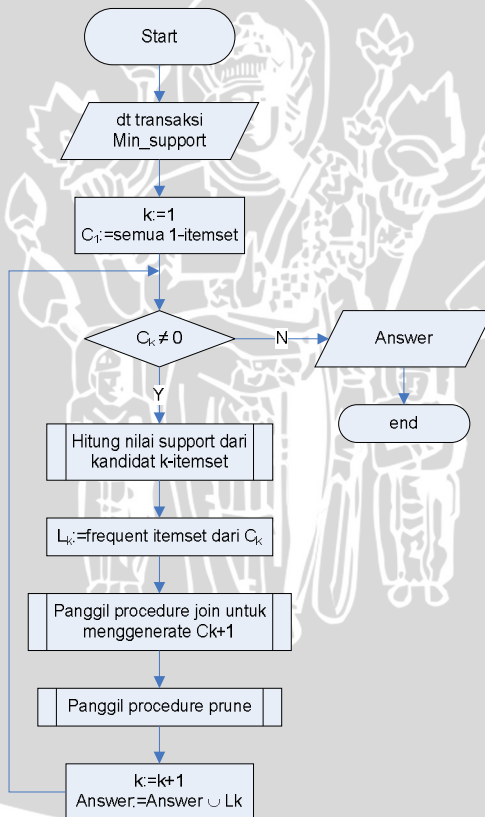 Start
dt transaksi
Min_support
k:=1
C₁:=semua 1-itemset
Cₖ ≠ 0
N
Answer
Y
end
Hitung nilai support dari
kandidat k-itemset
Lₖ:=frequent itemset dari Cₖ
Panggil procedure join untuk
menggenerate Ck+1
Panggil procedure prune
k:=k+1
Answer:=Answer ∪ Lk